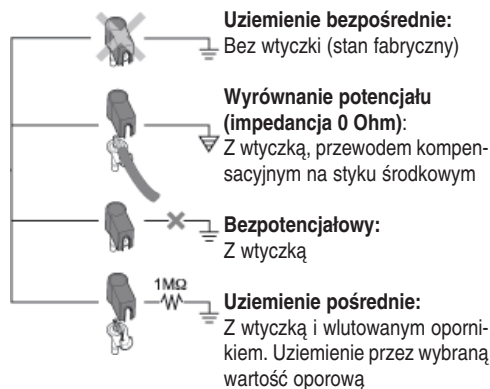 Uziemienie bezpośrednie:
Bez wtyczki (stan fabryczny)
Wyrównanie potencjału
(impedancja 0 Ohm):
Z wtyczką, przewodem kompen-
sacyjnym na styku środkowym
Bezpotencjałowy:
Z wtyczką
1MΩ
Uziemienie pośrednie:
Z wtyczką i wlutowanym oporni-
kiem. Uziemienie przez wybraną
wartość oporową